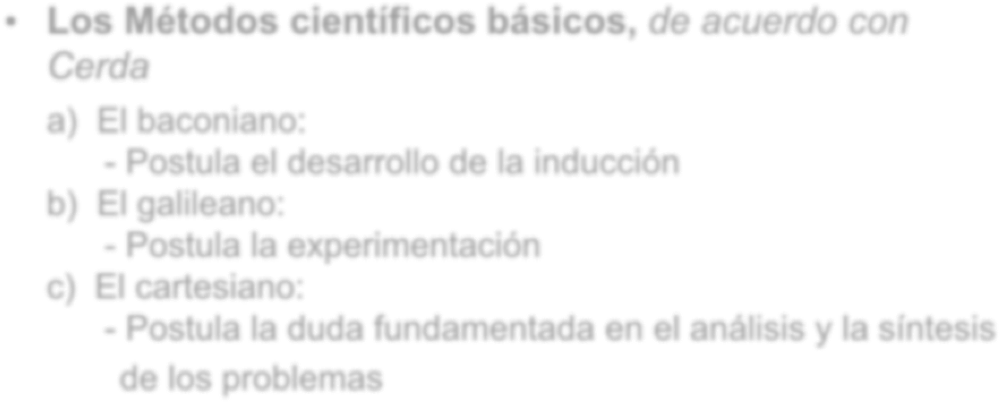 • Los Métodos científicos básicos, de acuerdo con
Cerda
a) El baconiano:
- Postula el desarrollo de la inducción
b) El galileano:
- Postula la experimentación
c) El cartesiano:
- Postula la duda fundamentada en el análisis y la síntesis
de los problemas